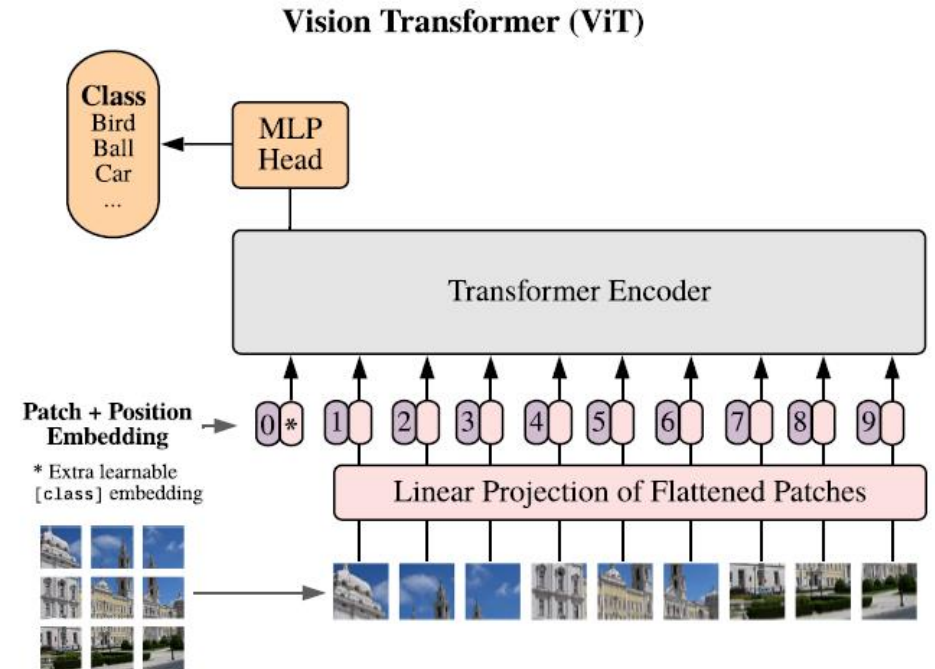 Vision Transformer (ViT)
Class
Bird
Ball
Car
...
MLP
Head
Transformer Encoder
Patch + Position
Embedding
0 * 1 2 3 4 5 6 7 8 9
* Extra learnable
[class] embedding
Linear Projection of Flattened Patches